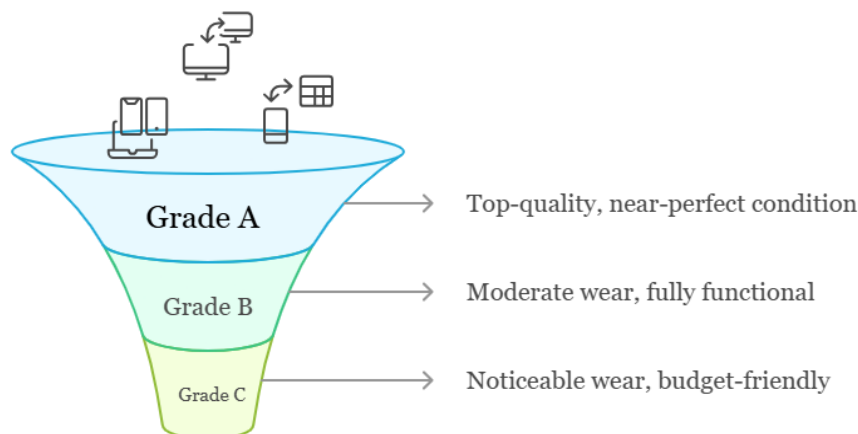 Grade A
Top-quality, near-perfect condition
Grade B
Moderate wear, fully functional
Grade C
Noticeable wear, budget-friendly